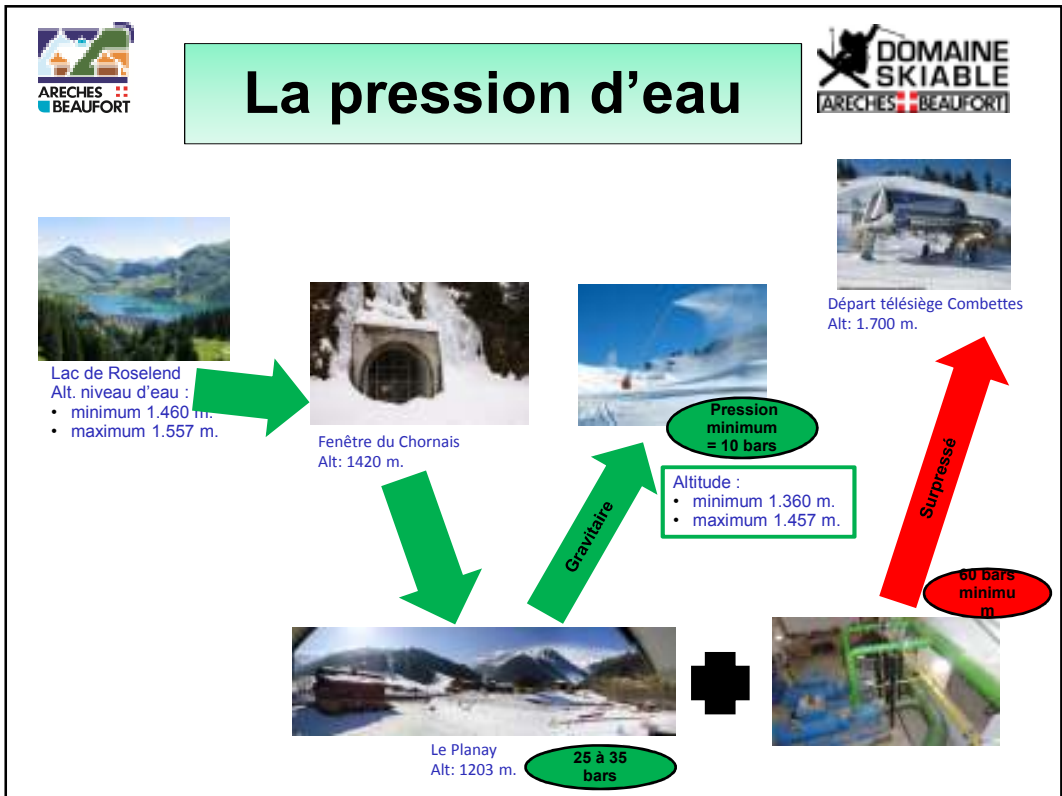 ARECHES
BEAUFORT
La pression d’eau
DOMAINE
SKIABLE
ARECHES BEAUFORT
Départ télésiège Combettes
Alt: 1.700 m.
Lac de Roselend
Alt. niveau d’eau :
• minimum 1.460 m.
• maximum 1.557 m.
Fenêtre du Chornais
Alt: 1420 m.
Pression
minimum
= 10 bars
Altitude :
• minimum 1.360 m.
• maximum 1.457 m.
Gravitaire
Surpressé
60 bars
minimu
m
Le Planay
Alt: 1203 m.
25 à 35
bars